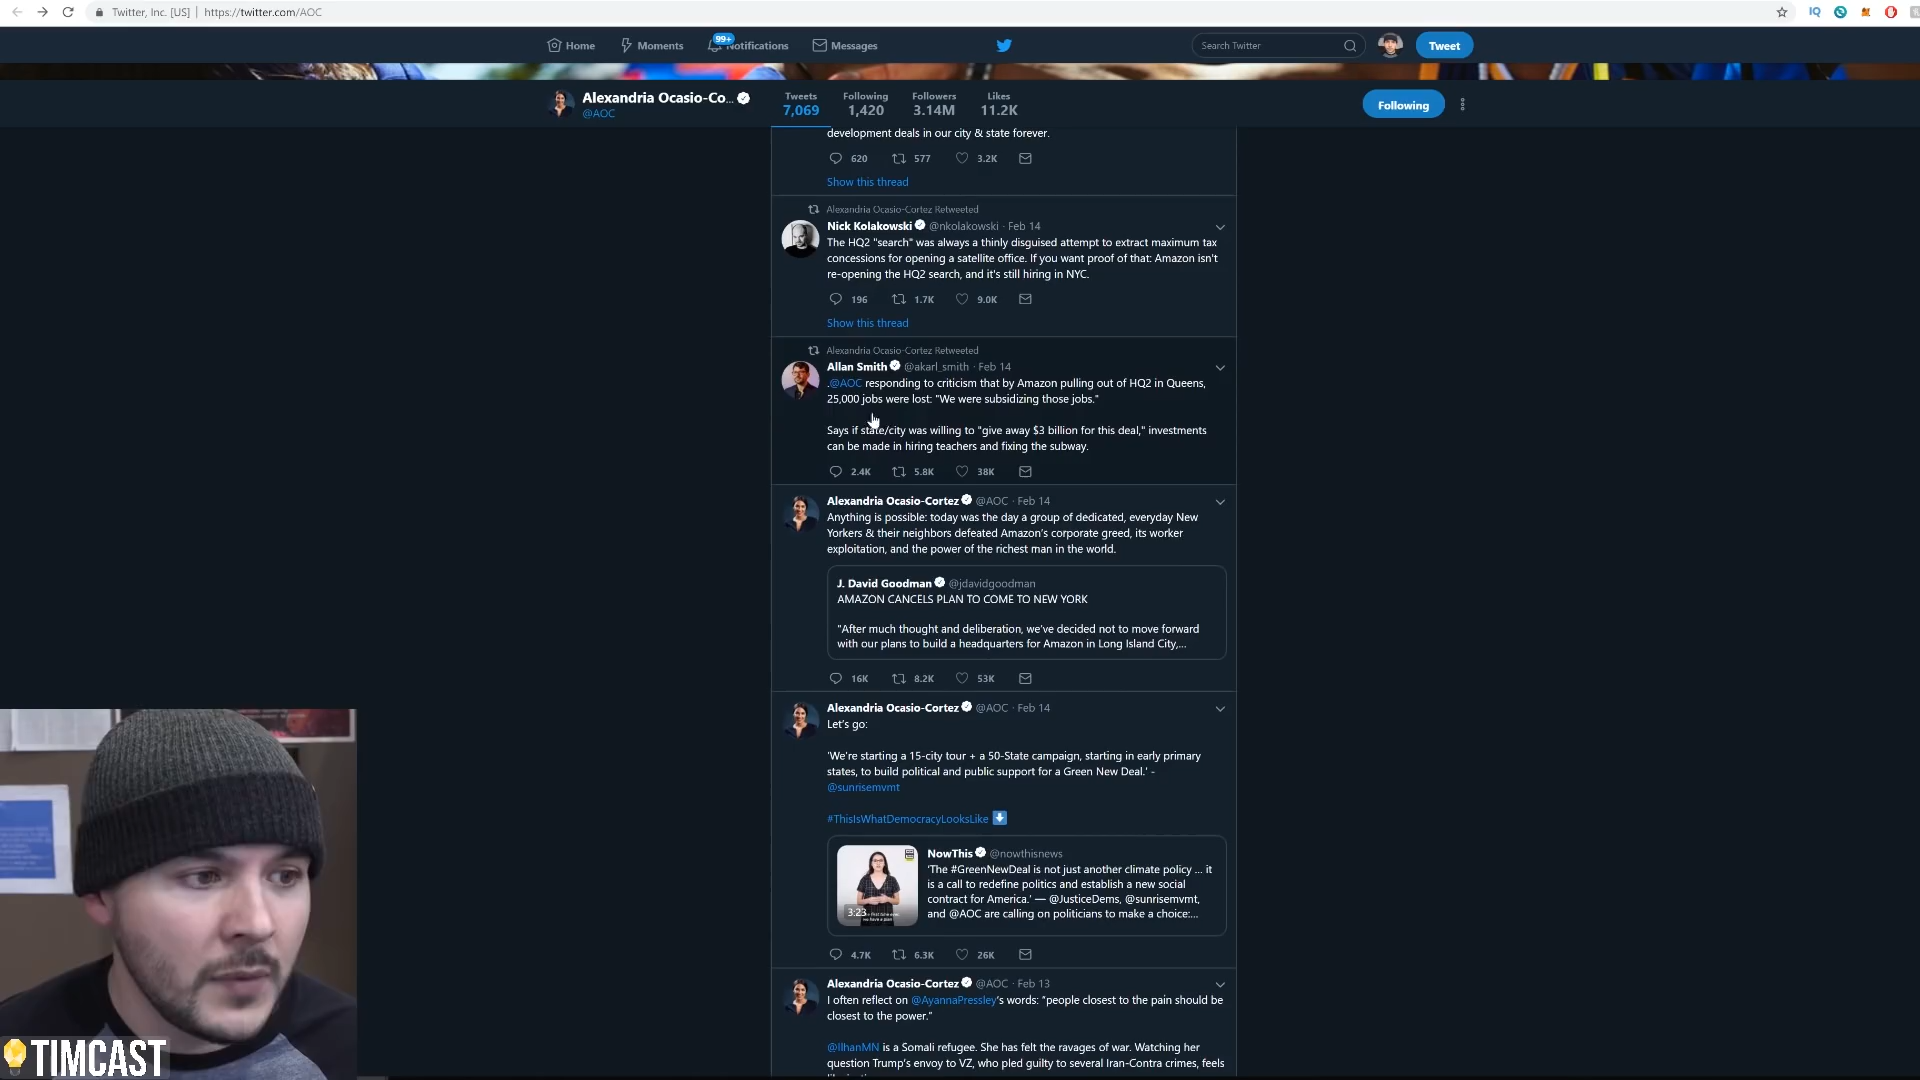 Twitter, Inc. [US] | https://twitter.com/AOC
Home
Moments
99+
Notifications
Messages
Search Twitter
Tweet
Alexandria Ocasio-Co...
@AOC
Tweets
7,069
Following
1,420
Followers
3.14M
Likes
11.2K
Following
development deals in our city & state forever.
620 577 3.2K
Show this thread
Alexandria Ocasio-Cortez Retweeted
Nick Kolakowski @nkolakowski · Feb 14
The HQ2 "search" was always a thinly disguised attempt to extract maximum tax
concessions for opening a satellite office. If you want proof of that: Amazon isn't
re-opening the HQ2 search, and it's still hiring in NYC.
196 1.7K 9.0K
Show this thread
Alexandria Ocasio-Cortez Retweeted
Allan Smith @akarl_smith · Feb 14
.@AOC responding to criticism that by Amazon pulling out of HQ2 in Queens,
25,000 jobs were lost: "We were subsidizing those jobs."
Says if state/city was willing to "give away $3 billion for this deal," investments
can be made in hiring teachers and fixing the subway.
2.4K 5.8K 38K
Alexandria Ocasio-Cortez @AOC · Feb 14
Anything is possible: today was the day a group of dedicated, everyday New
Yorkers & their neighbors defeated Amazon's corporate greed, its worker
exploitation, and the power of the richest man in the world.
J. David Goodman @jdavidgoodman
AMAZON CANCELS PLAN TO COME TO NEW YORK
"After much thought and deliberation, we've decided not to move forward
with our plans to build a headquarters for Amazon in Long Island City,...
16K 8.2K 53K
Alexandria Ocasio-Cortez @AOC · Feb 14
Let's go:
'We're starting a 15-city tour + a 50-State campaign, starting in early primary
states, to build political and public support for a Green New Deal.' -
@sunrisemvmt
#ThisIsWhatDemocracyLooksLike
NowThis @nowthisnews
'The #GreenNewDeal is not just another climate policy ... it
is a call to redefine politics and establish a new social
contract for America.' — @JusticeDems, @sunrisemvmt,
and @AOC are calling on politicians to make a choice:...
3:23
4.7K 6.3K 26K
Alexandria Ocasio-Cortez @AOC · Feb 13
I often reflect on @AyannaPressley's words: "people closest to the pain should be
closest to the power."
@IlhanMN is a Somali refugee. She has felt the ravages of war. Watching her
question Trump's envoy to VZ, who pled guilty to several Iran-Contra crimes, feels
TIMCAST